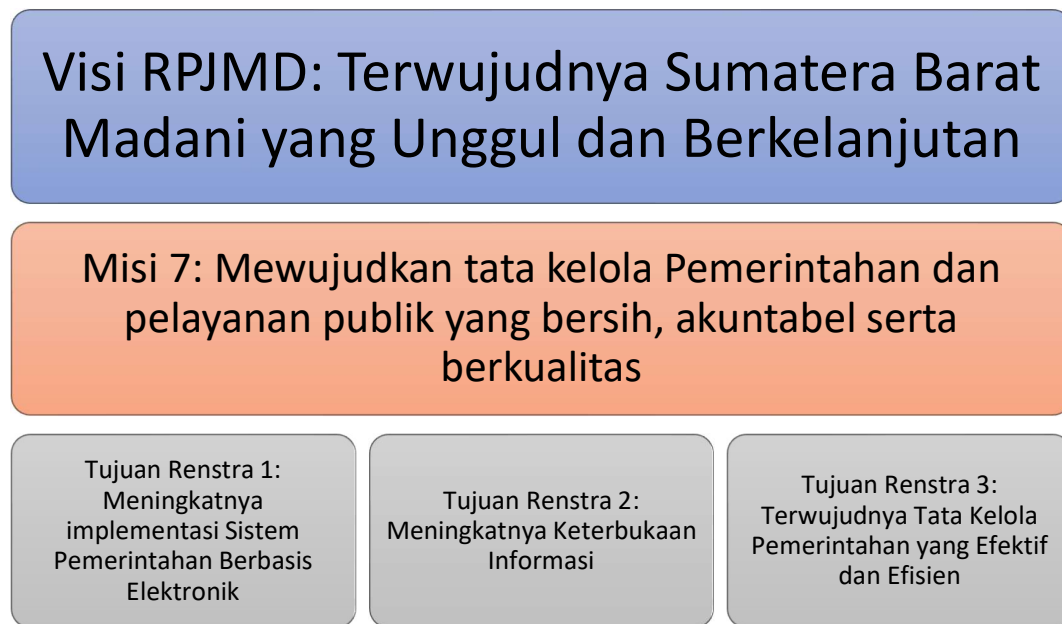 Visi RPJMD: Terwujudnya Sumatera Barat
Madani yang Unggul dan Berkelanjutan
Misi 7: Mewujudkan tata kelola Pemerintahan dan
pelayanan publik yang bersih, akuntabel serta
berkualitas
Tujuan Renstra 1:
Meningkatnya
implementasi Sistem
Pemerintahan Berbasis
Elektronik
Tujuan Renstra 2:
Meningkatnya Keterbukaan
Informasi
Tujuan Renstra 3:
Terwujudnya Tata Kelola
Pemerintahan yang Efektif
dan Efisien